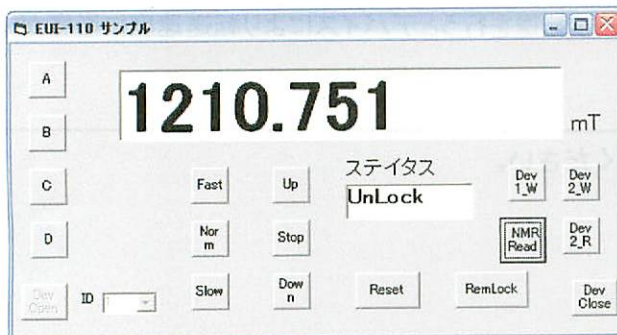 EUI-110 サンプル
A
1210.751
mT
B
ステイタス
UnLock
C
Fast
Up
Dev
1_W
Dev
2_W
D
Nor
m
Stop
NMR
Read
Dev
2_R
Dev
Open
ID
Slow
Dow
n
Reset
RemLock
Dev
Close